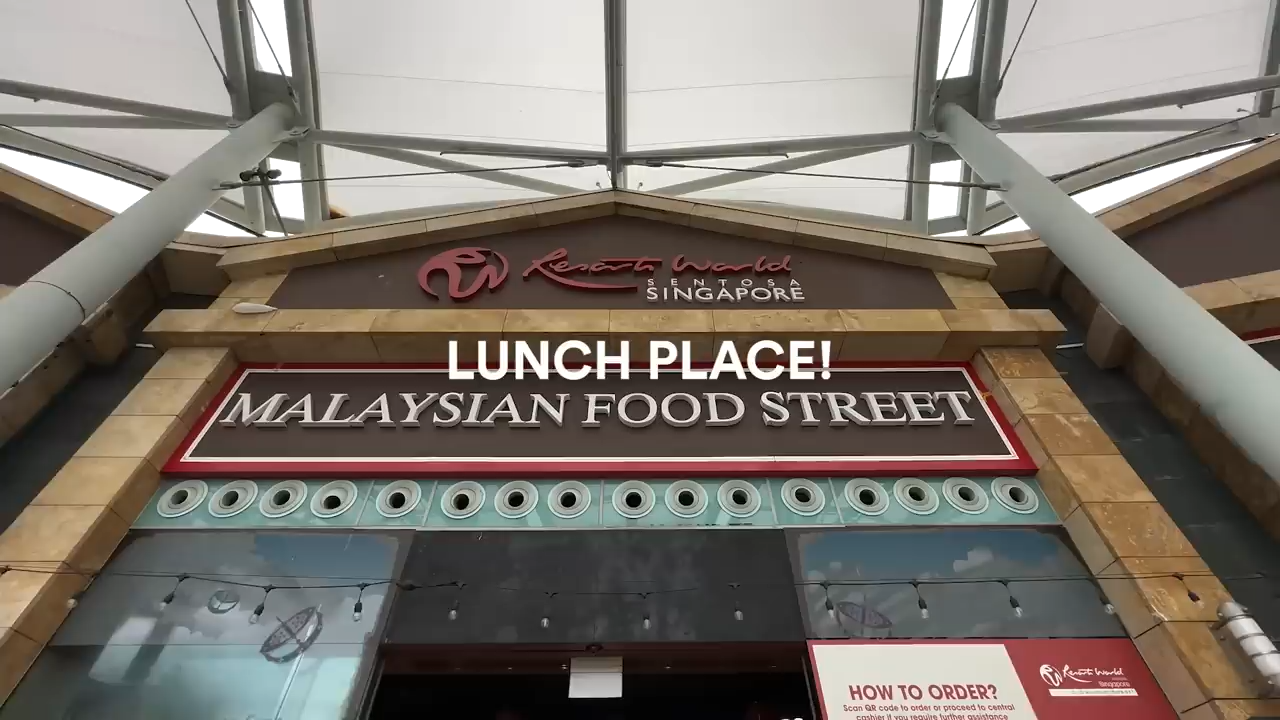 Resorts World
SENTOSA
SINGAPORE
LUNCH PLACE!
MALAYSIAN FOOD STREET
HOW TO ORDER?
Scan QR code to order or proceed to central
cashier if you require further assistance
Resorts World
Singapore